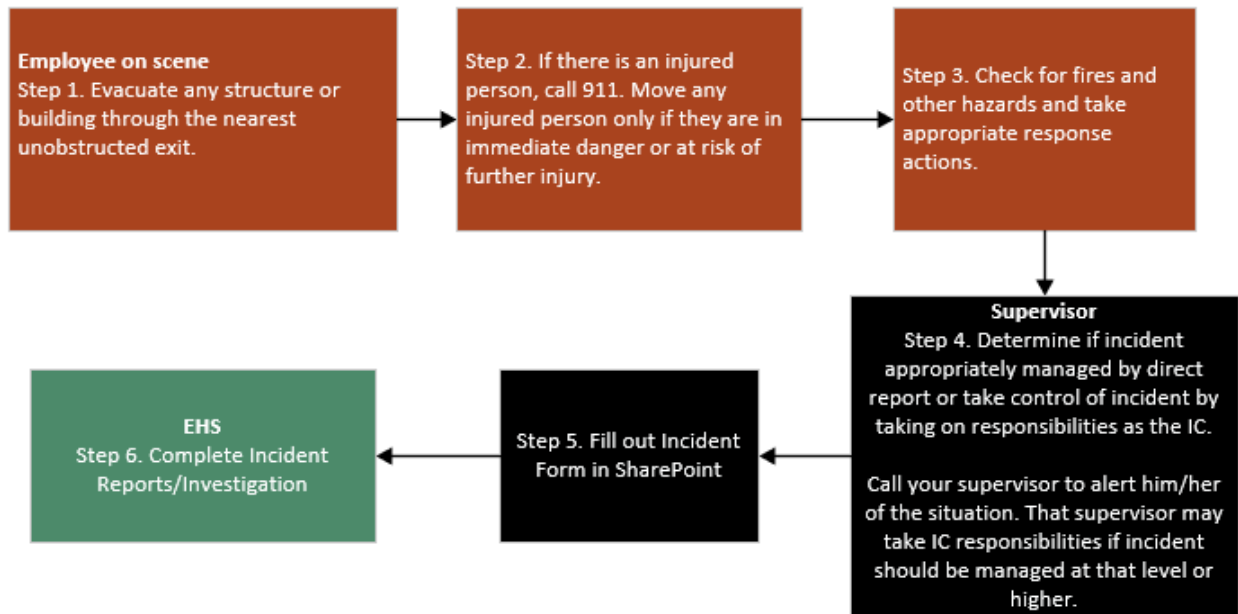 Employee on scene
Step 1. Evacuate any structure or
building through the nearest
unobstructed exit.
Step 2. If there is an injured
person, call 911. Move any
injured person only if they are in
immediate danger or at risk of
further injury.
Step 3. Check for fires and
other hazards and take
appropriate response
actions.
Supervisor
Step 4. Determine if incident
appropriately managed by direct
report or take control of incident by
taking on responsibilities as the IC.
Call your supervisor to alert him/her
of the situation. That supervisor may
take IC responsibilities if incident
should be managed at that level or
higher.
Step 5. Fill out Incident
Form in SharePoint
EHS
Step 6. Complete Incident
Reports/Investigation